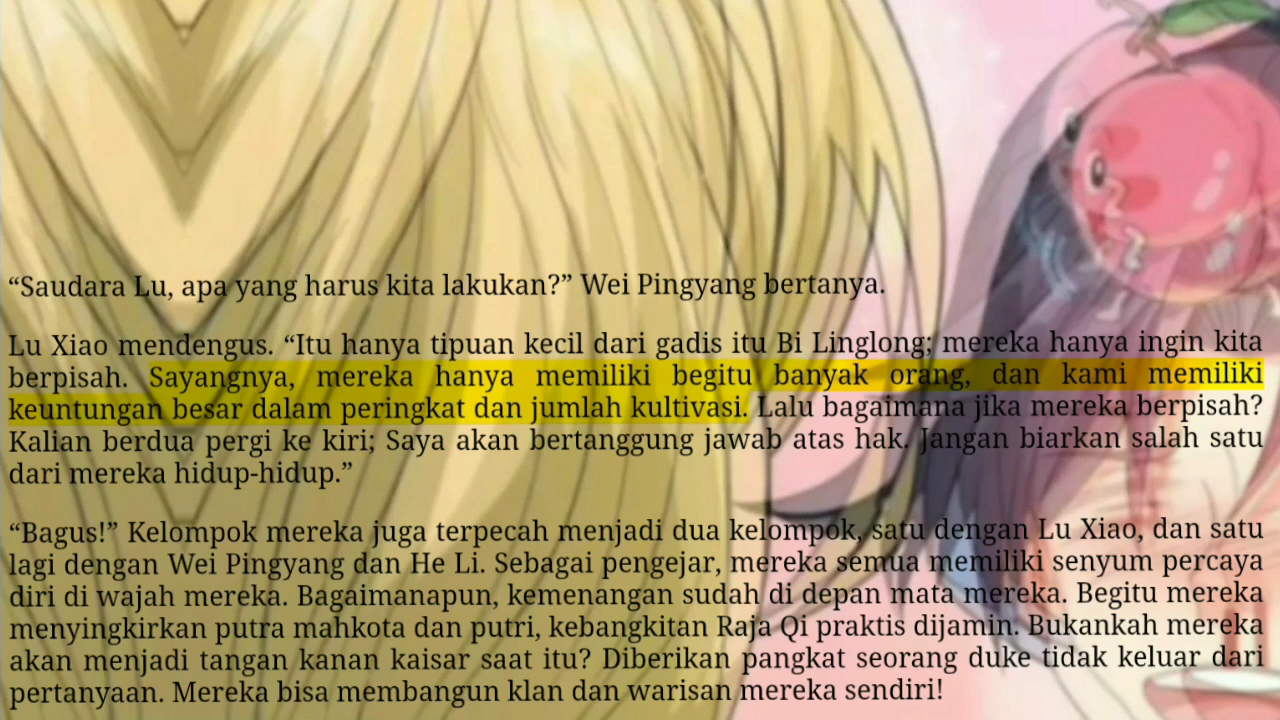 “Saudara Lu, apa yang harus kita lakukan?” Wei Pingyang bertanya.
Lu Xiao mendengus. “Itu hanya tipuan kecil dari gadis itu Bi Linglong; mereka hanya ingin kita
berpisah. Sayangnya, mereka hanya memiliki begitu banyak orang, dan kami memiliki
keuntungan besar dalam peringkat dan jumlah kultivasi. Lalu bagaimana jika mereka berpisah?
Kalian berdua pergi ke kiri; Saya akan bertanggung jawab atas hak. Jangan biarkan salah satu
dari mereka hidup-hidup.”
“Bagus!” Kelompok mereka juga terpecah menjadi dua kelompok, satu dengan Lu Xiao, dan satu
lagi dengan Wei Pingyang dan He Li. Sebagai pengejar, mereka semua memiliki senyum percaya
diri di wajah mereka. Bagaimanapun, kemenangan sudah di depan mata mereka. Begitu mereka
menyingkirkan putra mahkota dan putri, kebangkitan Raja Qi praktis dijamin. Bukankah mereka
akan menjadi tangan kanan kaisar saat itu? Diberikan pangkat seorang duke tidak keluar dari
pertanyaan. Mereka bisa membangun klan dan warisan mereka sendiri!